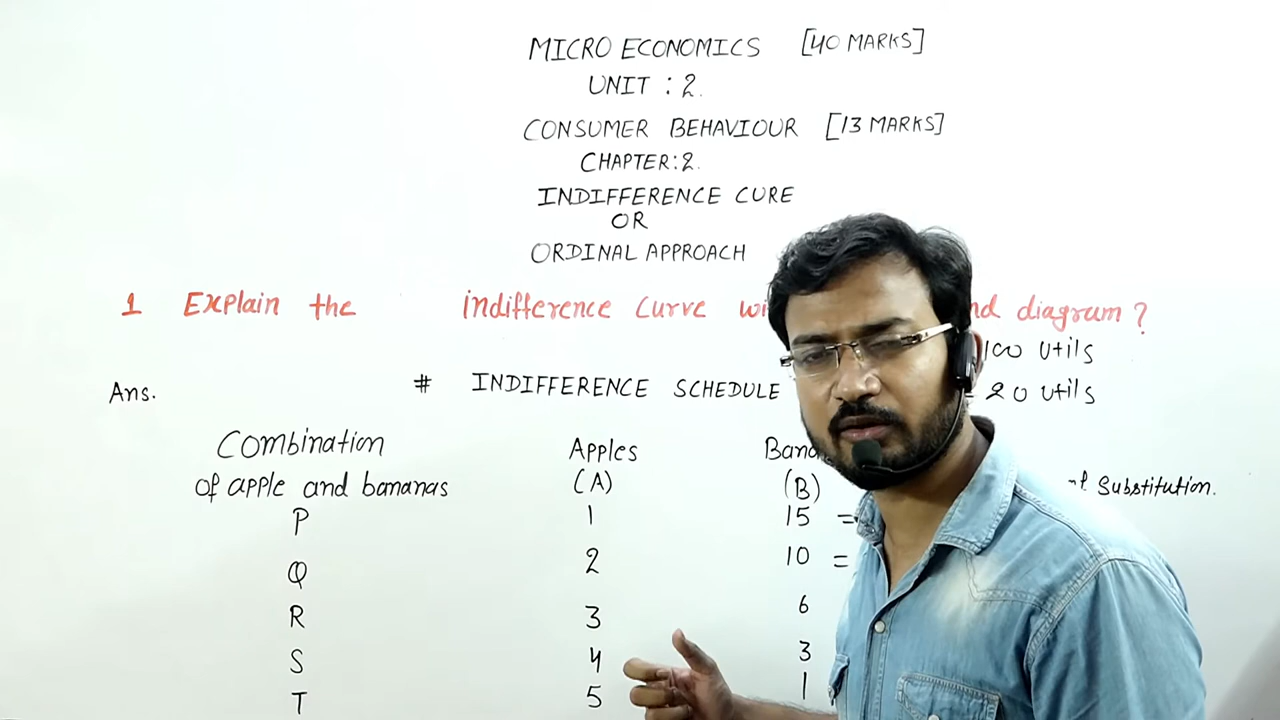 MICRO ECONOMICS [40 MARKS]
UNIT : 2.
CONSUMER BEHAVIOUR [13 MARKS]
CHAPTER: 2.
INDIFFERENCE CURE
OR
ORDINAL APPROACH
1 Explain the indifference curve diagram ?
100 utils
Ans. # INDIFFERENCE SCHEDULE = 20 utils
Combination Apples
of apple and bananas (A) (B) of Substitution.
P 1 15 =
Q 2 10 =
R 3 6
S 4 3
T 5 1